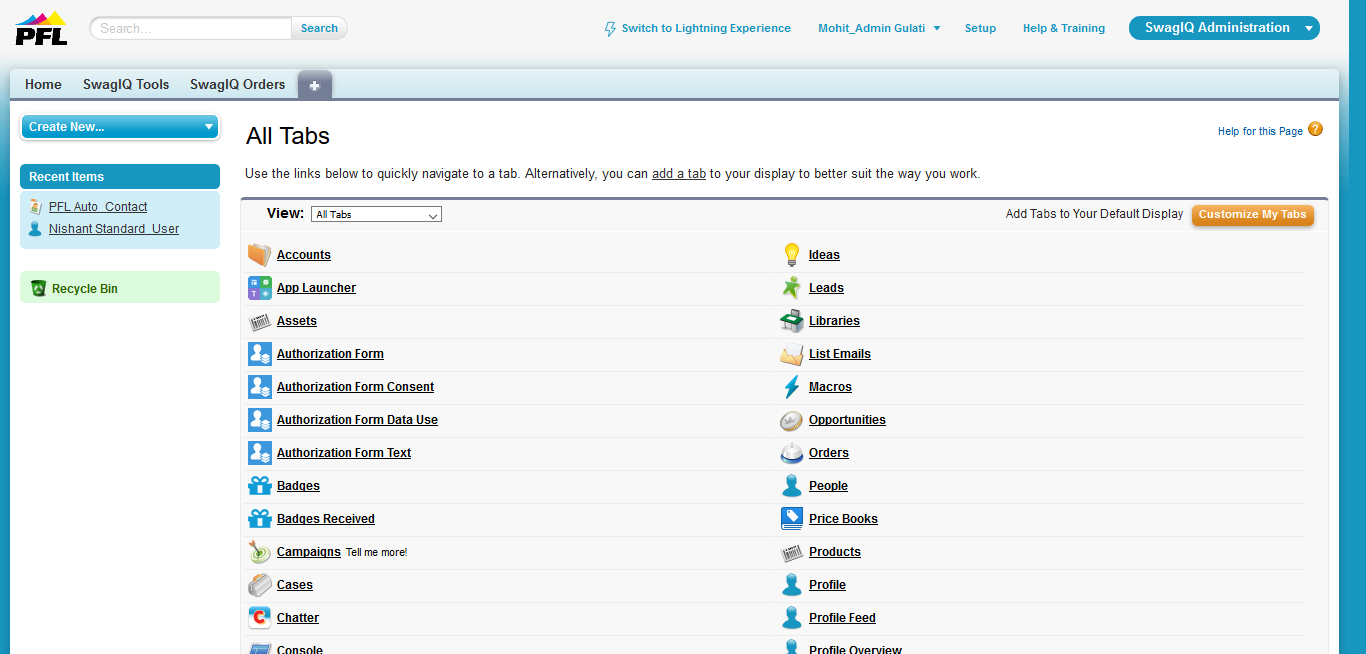 PFL
Search...
Search
Switch to Lightning Experience
Mohit_Admin Gulati
Setup
Help & Training
SwagIQ Administration
Home
SwagIQ Tools
SwagIQ Orders
+
Create New...
Recent Items
PFL Auto_Contact
Nishant Standard_User
Recycle Bin
All Tabs
Help for this Page ?
Use the links below to quickly navigate to a tab. Alternatively, you can add a tab to your display to better suit the way you work.
View: All Tabs
Add Tabs to Your Default Display
Customize My Tabs
Accounts
App Launcher
Assets
Authorization Form
Authorization Form Consent
Authorization Form Data Use
Authorization Form Text
Badges
Badges Received
Campaigns Tell me more!
Cases
Chatter
Console
Ideas
Leads
Libraries
List Emails
Macros
Opportunities
Orders
People
Price Books
Products
Profile
Profile Feed
Profile Overview